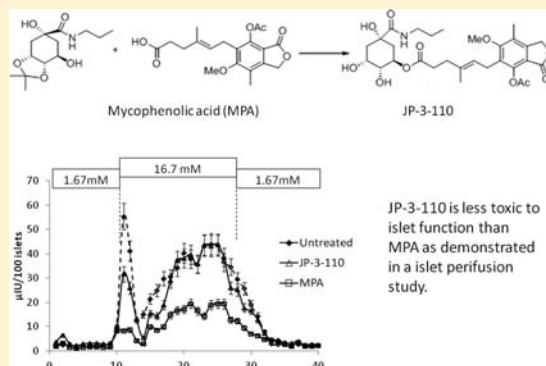 HO
O
N
H
O
O
OH
+
HO
O
OAc
O
O
MeO
HO
O
N
H
HO
OH
O
O
MeO
O
O
OAc
Mycophenolic acid (MPA)
JP-3-110
1.67mM
16.7 mM
1.67mM
70
60
50
40
30
20
10
0
µIU/100 islets
0
10
20
30
40
Untreated
JP-3-110
MPA
JP-3-110 is less toxic to
islet function than
MPA as demonstrated
in a islet perifusion
study.